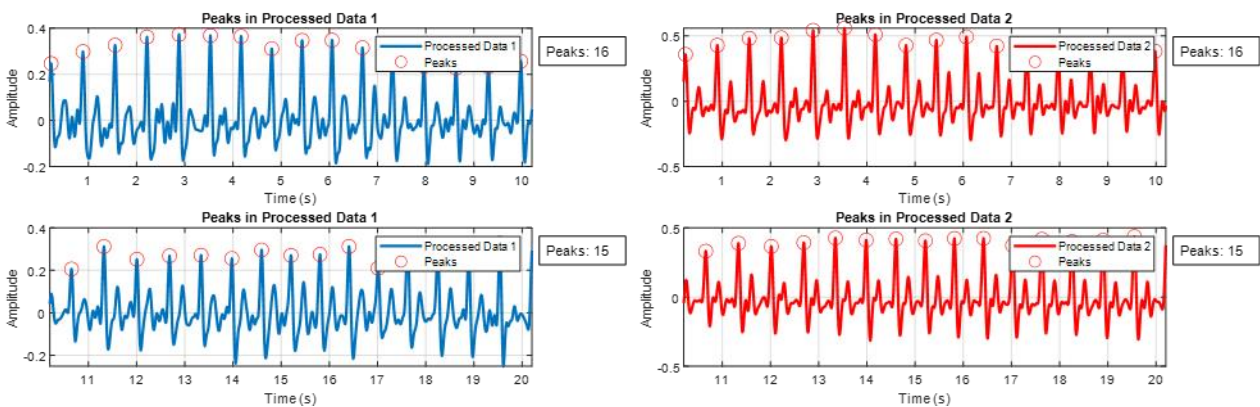 Peaks in Processed Data 1
0.4
0.2
0
-0.2
Amplitude
Processed Data 1
Peaks
Peaks: 16
1 2 3 4 5 6 7 8 9 10
Time (s)
Peaks in Processed Data 2
0.5
0
-0.5
Amplitude
Processed Data 2
Peaks
Peaks: 16
1 2 3 4 5 6 7 8 9 10
Time (s)
Peaks in Processed Data 1
0.4
0.2
0
-0.2
Amplitude
Processed Data 1
Peaks
Peaks: 15
11 12 13 14 15 16 17 18 19 20
Time (s)
Peaks in Processed Data 2
0.5
0
-0.5
Amplitude
Processed Data 2
Peaks
Peaks: 15
11 12 13 14 15 16 17 18 19 20
Time (s)